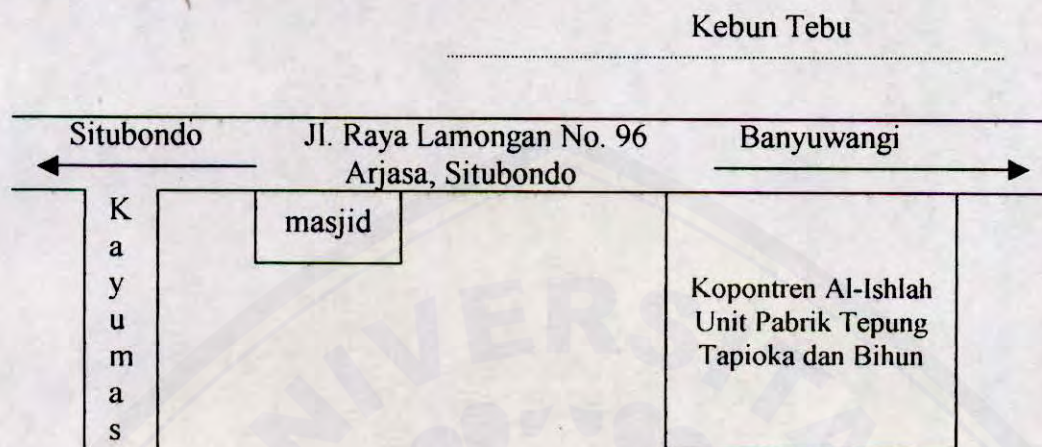 Kebun Tebu
Situbondo
Jl. Raya Lamongan No. 96
Arjasa, Situbondo
Banyuwangi
Kayumas
masjid
Kopontren Al-Ishlah
Unit Pabrik Tepung
Tapioka dan Bihun